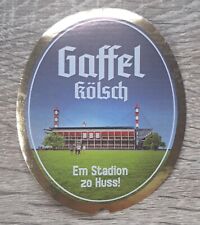 Gaffel
Kölsch
Em Stadion
zo Huss!